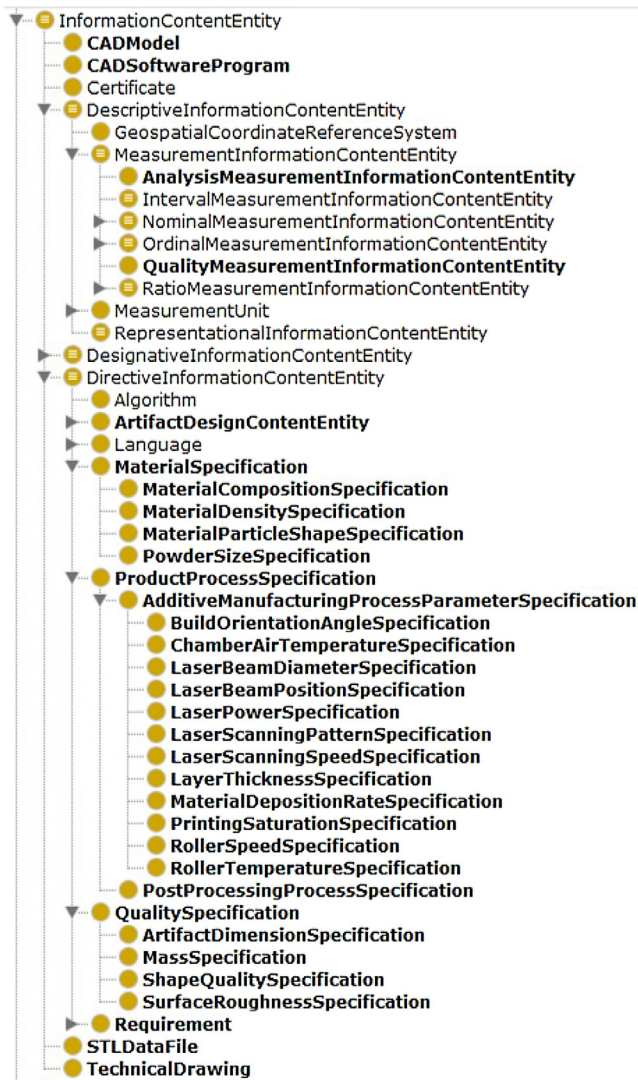 InformationContentEntity
CADModel
CADSoftwareProgram
Certificate
DescriptiveInformationContentEntity
GeospatialCoordinateReferenceSystem
MeasurementInformationContentEntity
AnalysisMeasurementInformationContentEntity
IntervalMeasurementInformationContentEntity
NominalMeasurementInformationContentEntity
OrdinalMeasurementInformationContentEntity
QualityMeasurementInformationContentEntity
RatioMeasurementInformationContentEntity
MeasurementUnit
RepresentationalInformationContentEntity
DesignativeInformationContentEntity
DirectiveInformationContentEntity
Algorithm
ArtifactDesignContentEntity
Language
MaterialSpecification
MaterialCompositionSpecification
MaterialDensitySpecification
MaterialParticleShapeSpecification
PowderSizeSpecification
ProductProcessSpecification
AdditiveManufacturingProcessParameterSpecification
BuildOrientationAngleSpecification
ChamberAirTemperatureSpecification
LaserBeamDiameterSpecification
LaserBeamPositionSpecification
LaserPowerSpecification
LaserScanningPatternSpecification
LaserScanningSpeedSpecification
LayerThicknessSpecification
MaterialDepositionRateSpecification
PrintingSaturationSpecification
RollerSpeedSpecification
RollerTemperatureSpecification
PostProcessingProcessSpecification
QualitySpecification
ArtifactDimensionSpecification
MassSpecification
ShapeQualitySpecification
SurfaceRoughnessSpecification
Requirement
STLDataFile
TechnicalDrawing